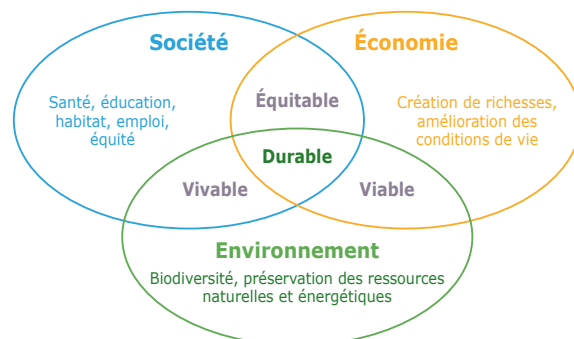 Société
Économie
Santé, éducation,
habitat, emploi,
équité
Équitable
Création de richesses,
amélioration des
conditions de vie
Durable
Vivable
Viable
Environnement
Biodiversité, préservation des ressources
naturelles et énergétiques